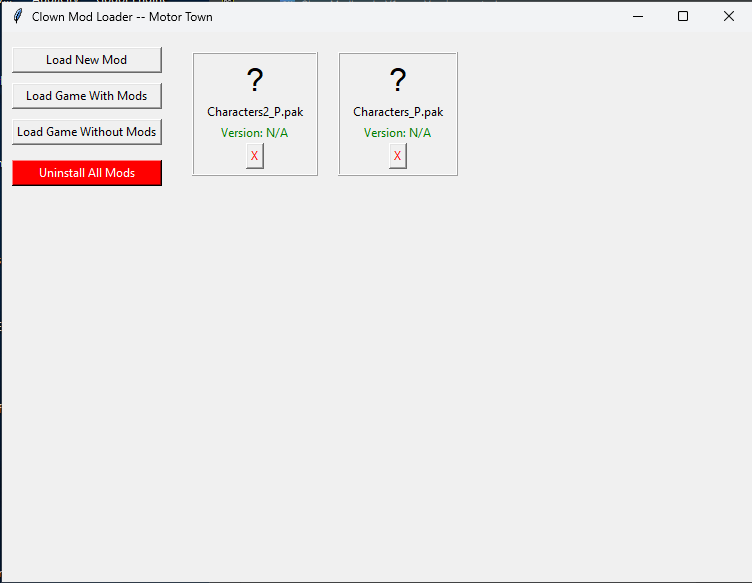 Clown Mod Loader -- Motor Town
Load New Mod
Load Game With Mods
Load Game Without Mods
Uninstall All Mods
?
Characters2_P.pak
Version: N/A
X
?
Characters_P.pak
Version: N/A
X